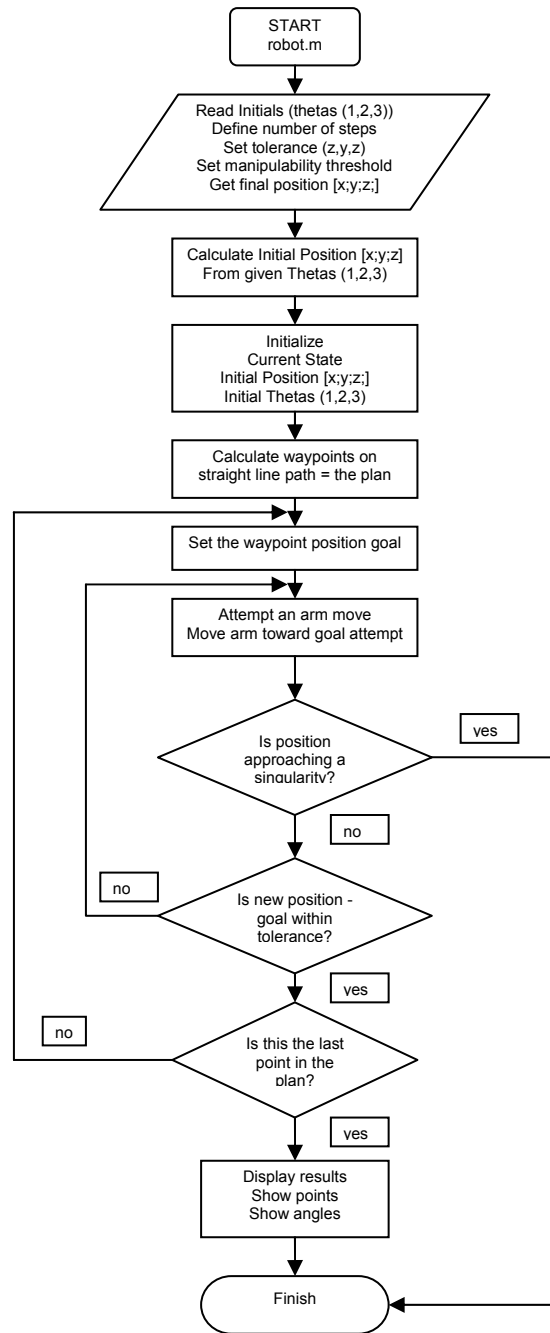 START
robot.m
Read Initials (thetas (1,2,3))
Define number of steps
Set tolerance (z,y,z)
Set manipulability threshold
Get final position [x;y;z;]
Calculate Initial Position [x;y;z]
From given Thetas (1,2,3)
Initialize
Current State
Initial Position [x;y;z;]
Initial Thetas (1,2,3)
Calculate waypoints on
straight line path = the plan
Set the waypoint position goal
Attempt an arm move
Move arm toward goal attempt
Is position
approaching a
singularity?
yes
no
Is new position -
goal within
tolerance?
no
yes
Is this the last
point in the
plan?
no
yes
Display results
Show points
Show angles
Finish